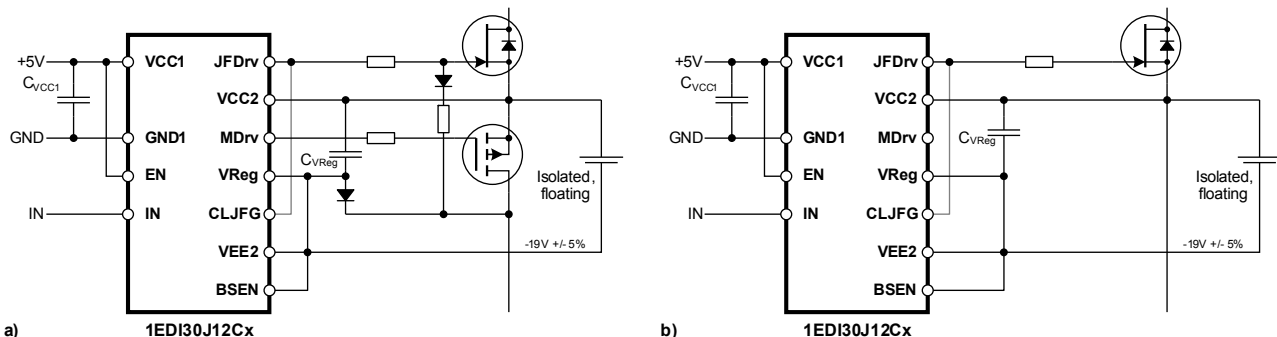 +5V
VCC1
JFDrv
CVCC1
VCC2
GND
GND1
MDrv
CVReg
EN
VReg
Isolated,
floating
IN
IN
CLJFG
VEE2
-19V +/- 5%
BSEN
a)
1EDI30J12Cx
+5V
VCC1
JFDrv
CVCC1
VCC2
GND
GND1
MDrv
CVReg
EN
VReg
Isolated,
floating
IN
IN
CLJFG
VEE2
-19V +/- 5%
BSEN
b)
1EDI30J12Cx